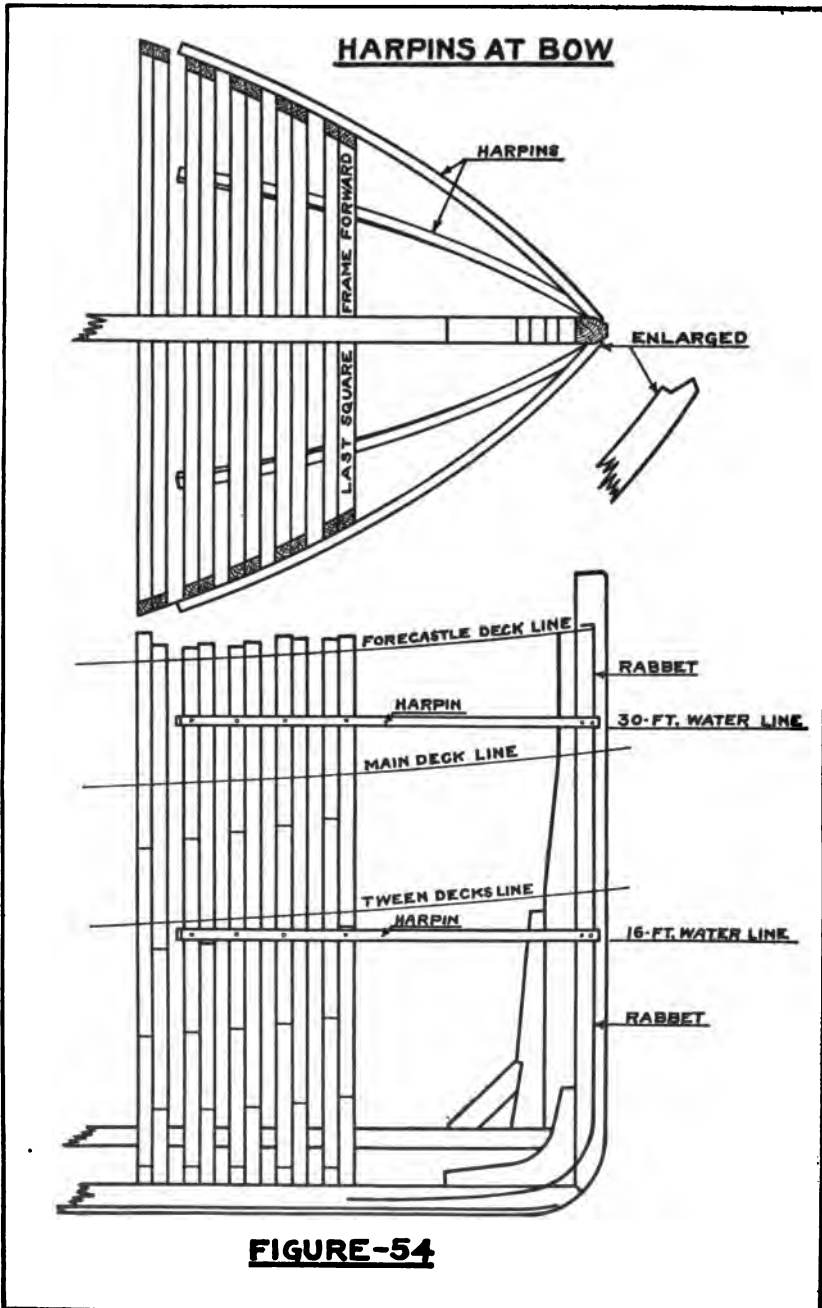 HARPINS AT BOW
HARPINS
LAST SQUARE FRAME FORWARD
ENLARGED
FORECASTLE DECK LINE
RABBET
HARPIN
30-FT. WATER LINE
MAIN DECK LINE
TWEEN DECKS LINE
HARPIN
16-FT. WATER LINE
RABBET
FIGURE-54